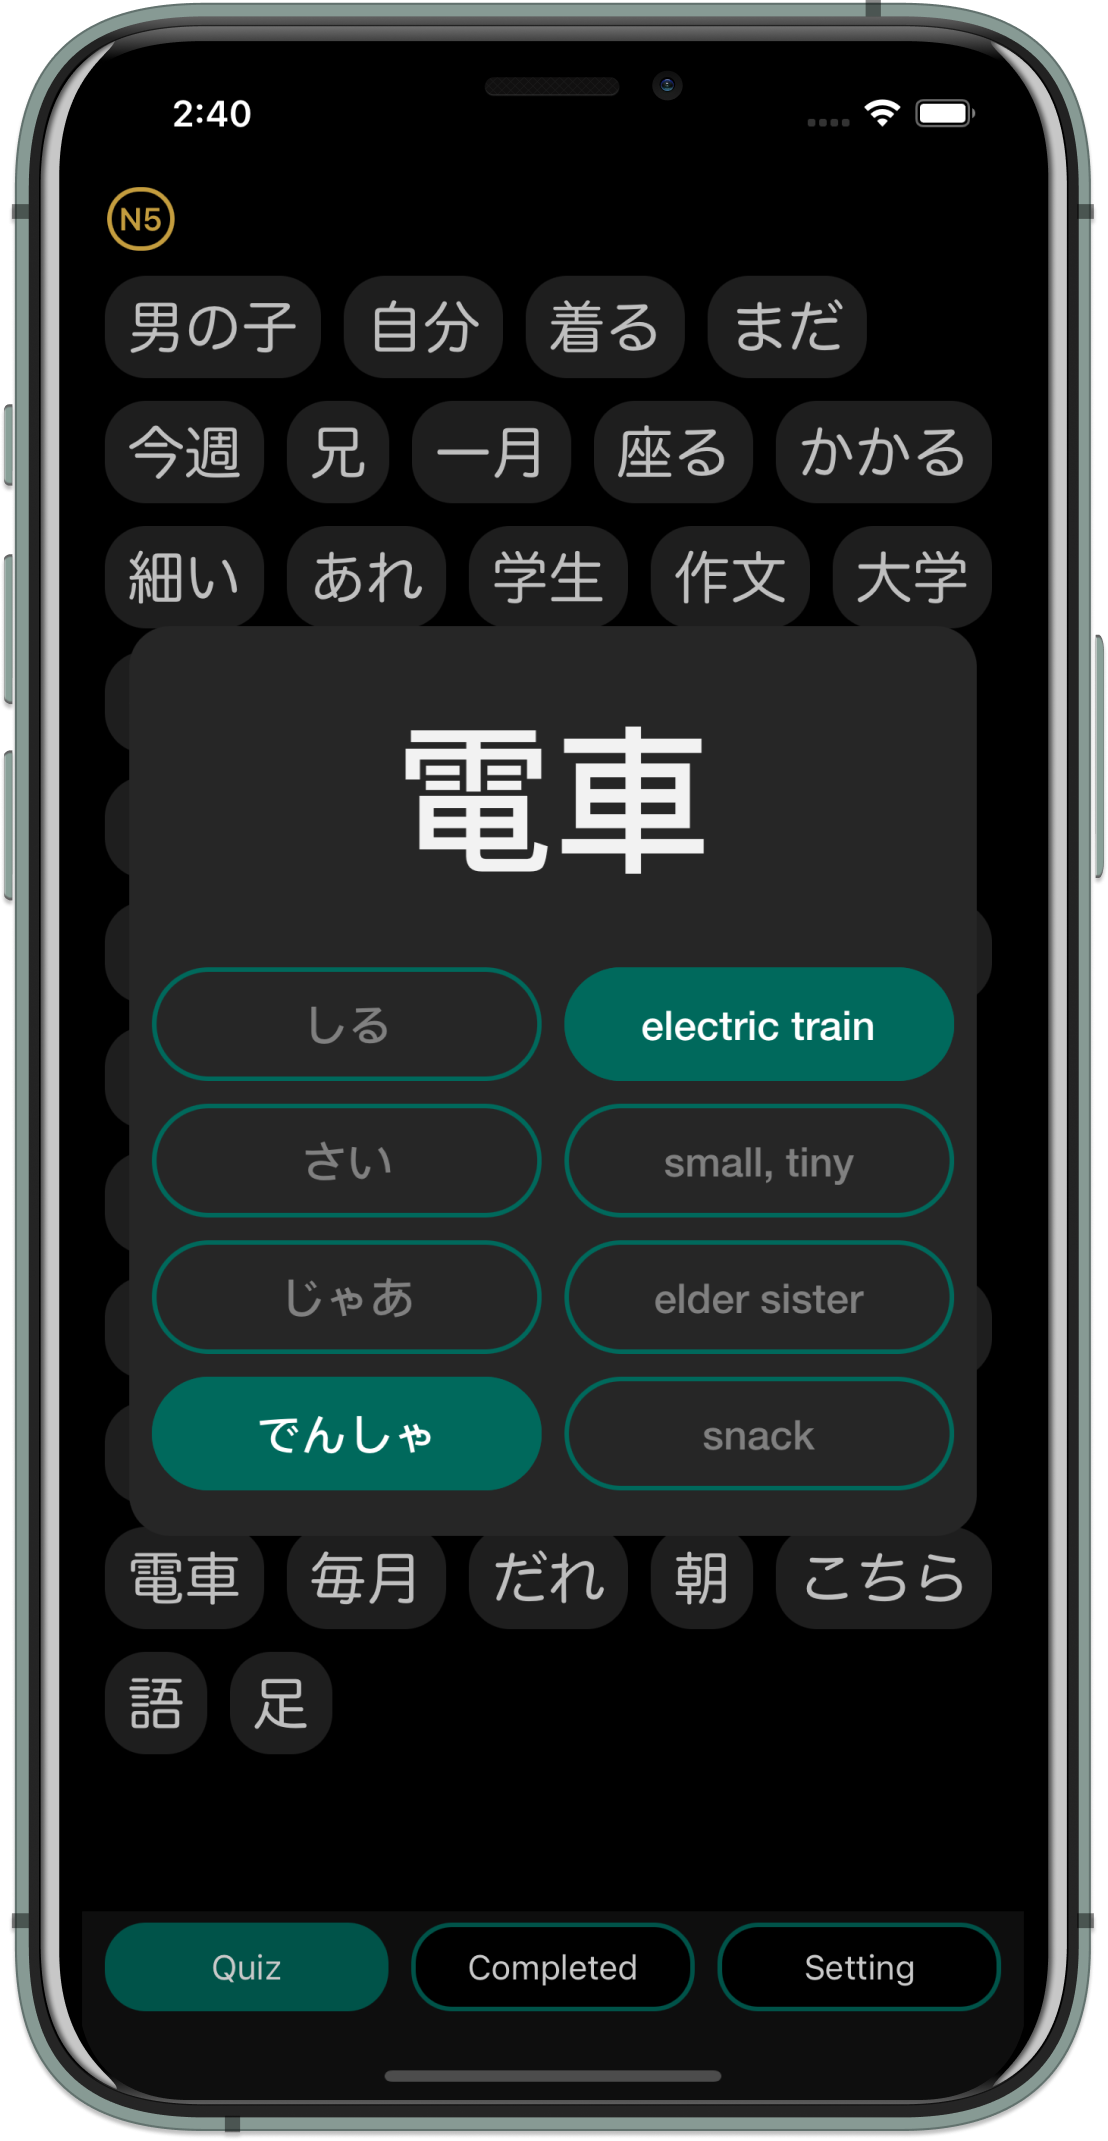 2:40
N5
男の子 自分 着る まだ
今週 兄 一月 座る かかる
細い あれ 学生 作文 大学
電車
しる electric train
さい small, tiny
じゃあ elder sister
でんしゃ snack
電車 毎月 だれ 朝 こちら
語 足
Quiz Completed Setting